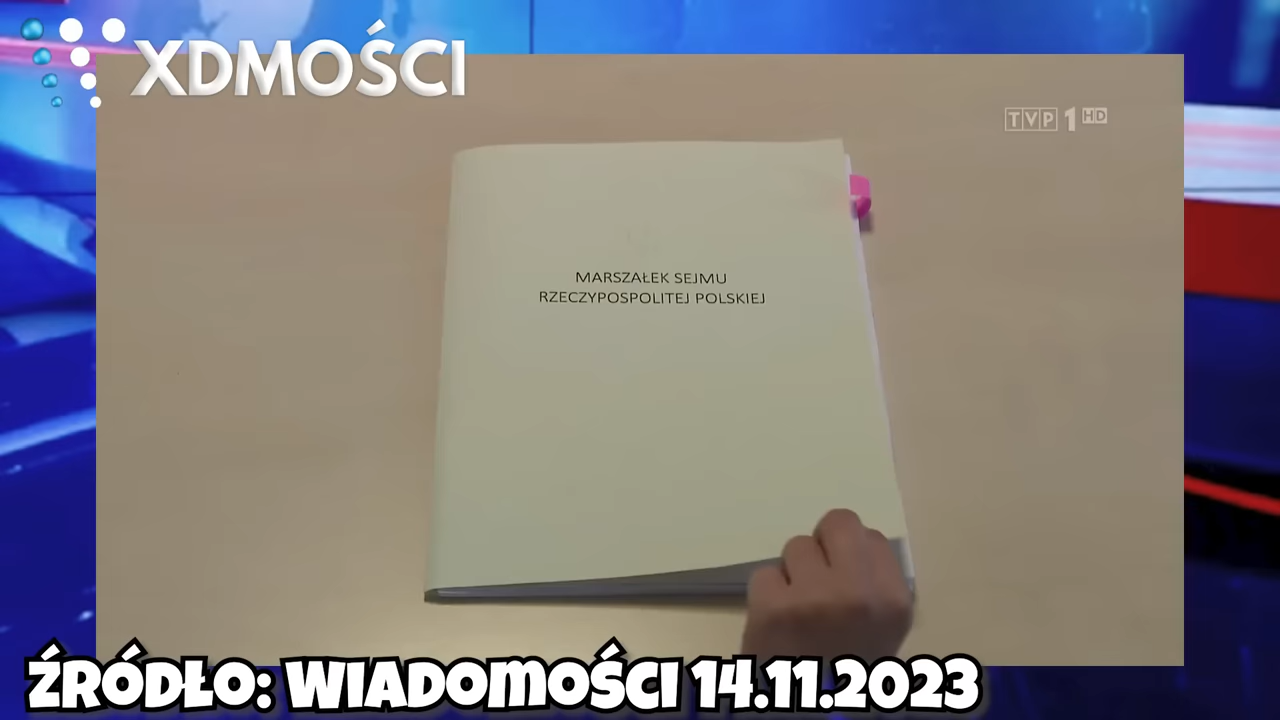 XDMOŚCI
TVP 1 HD
MARSZAŁEK SEJMU
RZECZYPOSPOLITEJ POLSKIEJ
ŹRÓDŁO: WIADOMOŚCI 14.11.2023